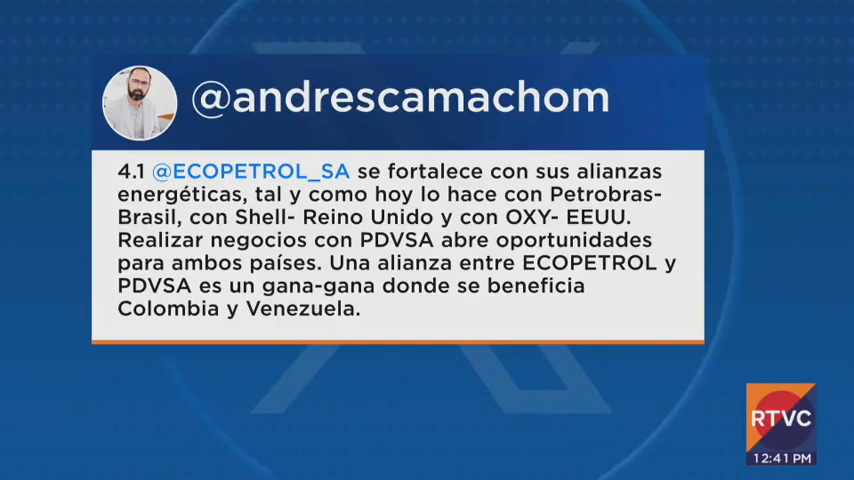 @andrescamachom
4.1 @ECOPETROL_SA se fortalece con sus alianzas
energéticas, tal y como hoy lo hace con Petrobras-
Brasil, con Shell- Reino Unido y con OXY- EEUU.
Realizar negocios con PDVSA abre oportunidades
para ambos países. Una alianza entre ECOPETROL y
PDVSA es un gana-gana donde se beneficia
Colombia y Venezuela.
RTVC
12:41 PM